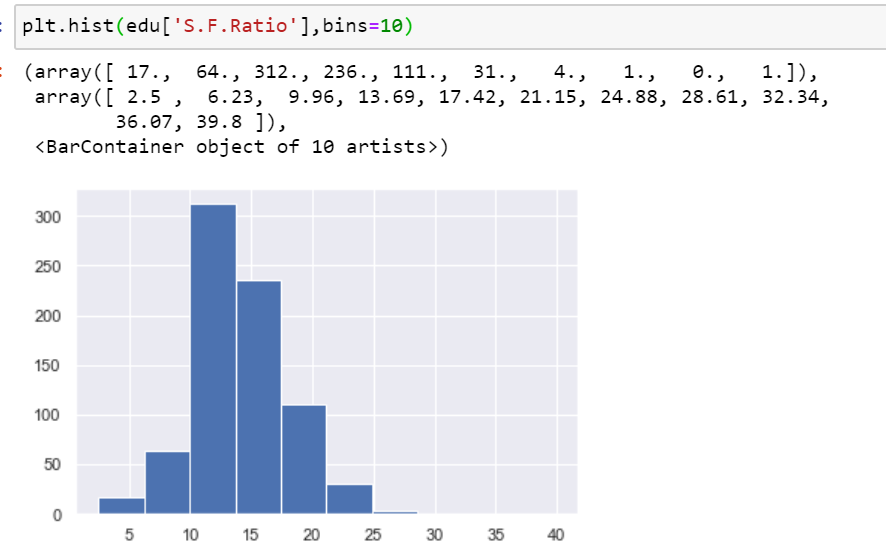 plt.hist(edu['S.F.Ratio'],bins=10)
(array([ 17.,  64., 312., 236., 111.,  31.,   4.,   1.,   0.,   1.]),
 array([ 2.5 ,  6.23,  9.96, 13.69, 17.42, 21.15, 24.88, 28.61, 32.34,
        36.07, 39.8 ]),
 <BarContainer object of 10 artists>)
300
250
200
150
100
50
0
5 10 15 20 25 30 35 40